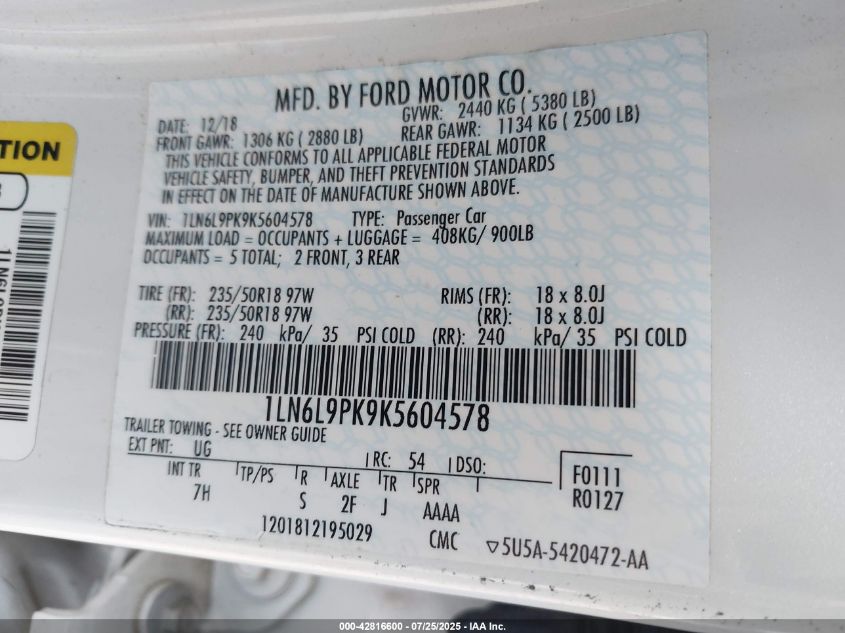 MFD. BY FORD MOTOR CO.
DATE: 12/18 GVWR: 2440 KG ( 5380 LB)
FRONT GAWR: 1306 KG ( 2880 LB) REAR GAWR: 1134 KG ( 2500 LB)
THIS VEHICLE CONFORMS TO ALL APPLICABLE FEDERAL MOTOR
VEHICLE SAFETY, BUMPER, AND THEFT PREVENTION STANDARDS
IN EFFECT ON THE DATE OF MANUFACTURE SHOWN ABOVE.
VIN: 1LN6L9PK9K5604578 TYPE: Passenger Car
MAXIMUM LOAD = OCCUPANTS + LUGGAGE = 408KG/ 900LB
OCCUPANTS = 5 TOTAL; 2 FRONT, 3 REAR
TIRE (FR): 235/50R18 97W RIMS (FR): 18 x 8.0J
(RR): 235/50R18 97W (RR): 18 x 8.0J
PRESSURE (FR): 240 kPa/ 35 PSI COLD (RR): 240 kPa/ 35 PSI COLD
1LN6L9PK9K5604578
TRAILER TOWING - SEE OWNER GUIDE
EXT PNT: UG RC: 54 DSO:
F0111
R0127
INT TR TP/PS R AXLE TR SPR
7H S 2F J AAAA
1201812195029 CMC ▽5U5A-5420472-AA
TION
000-42816600 / 07/25/2025 - IAA Inc.